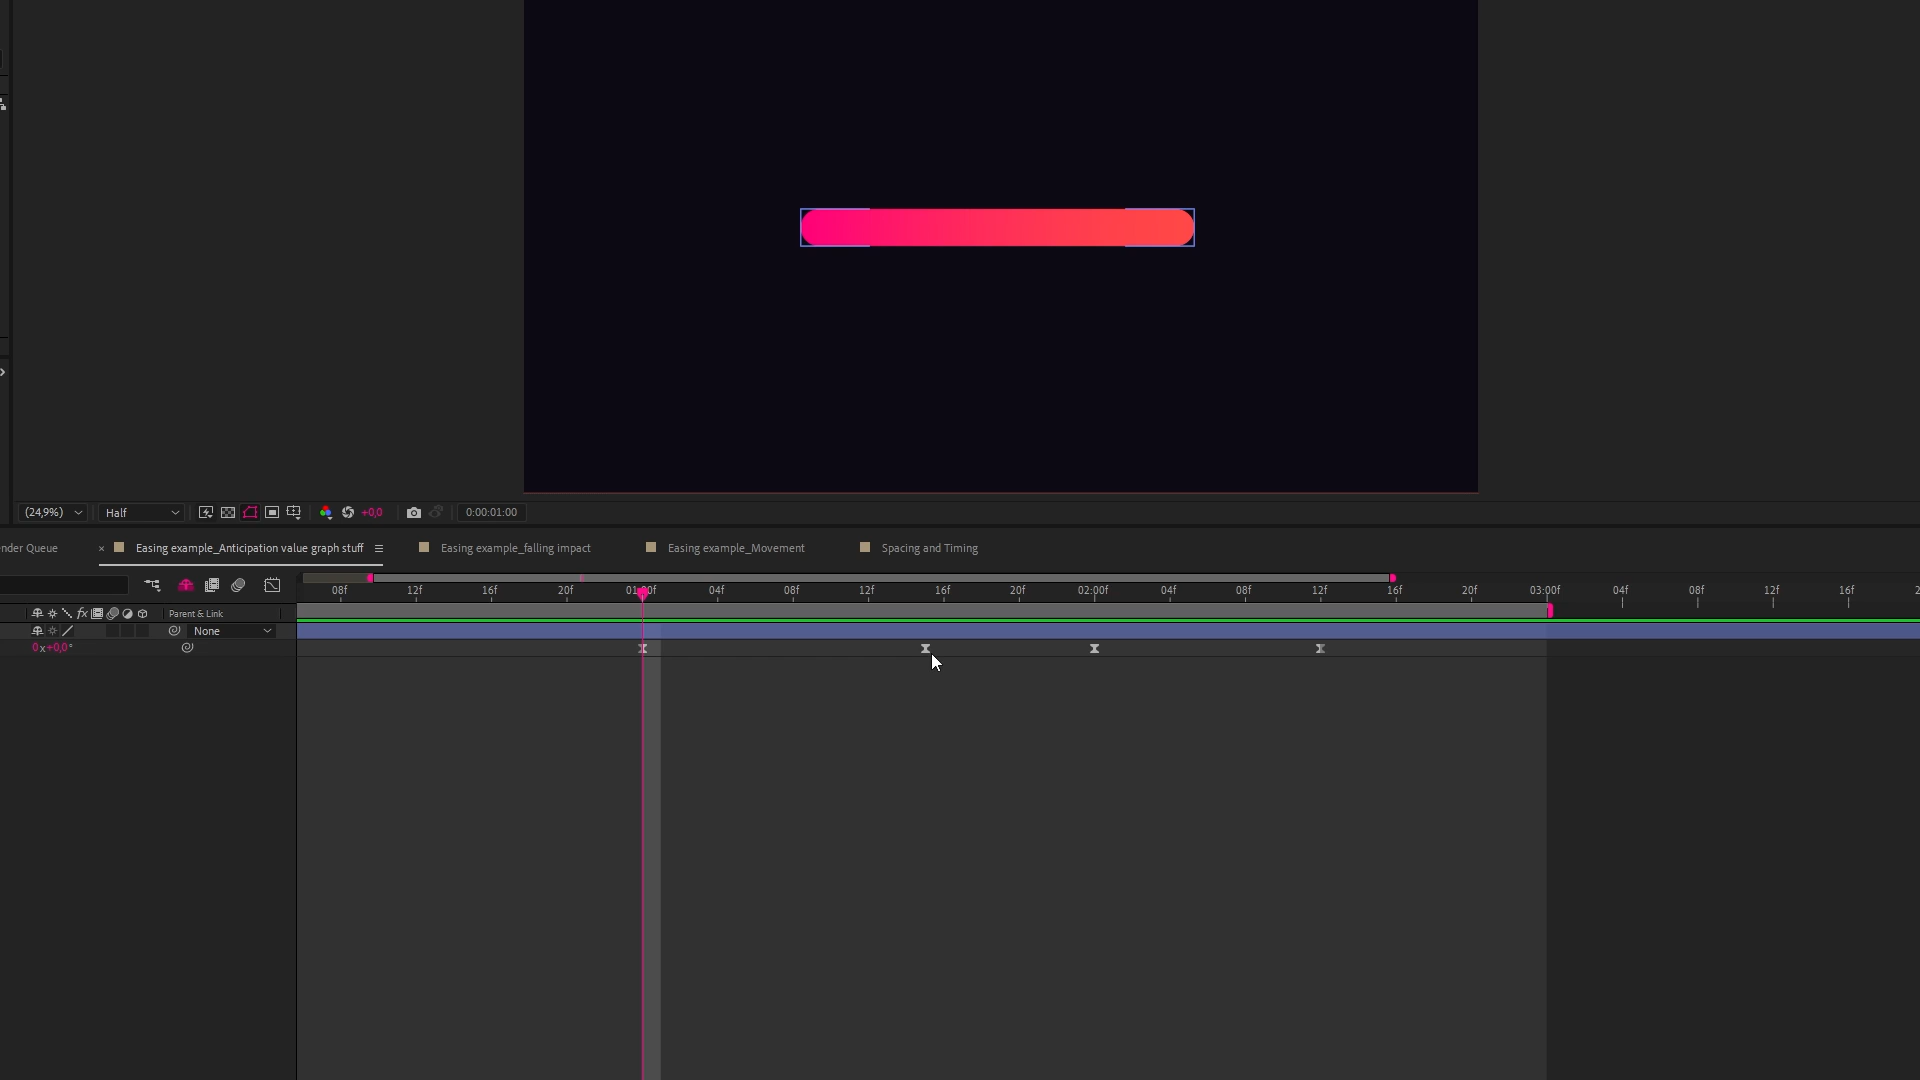 (24,9%) Half +0,0 0:00:01:00
nder Queue × Easing example_Anticipation value graph stuff Easing example_falling impact Easing example_Movement Spacing and Timing
08f 12f 16f 20f 04f 08f 12f 16f 20f 02:00f 04f 08f 12f 16f 20f 03:00f 04f 08f 12f 16f 2
fx Parent & Link
None
0x+0,0°